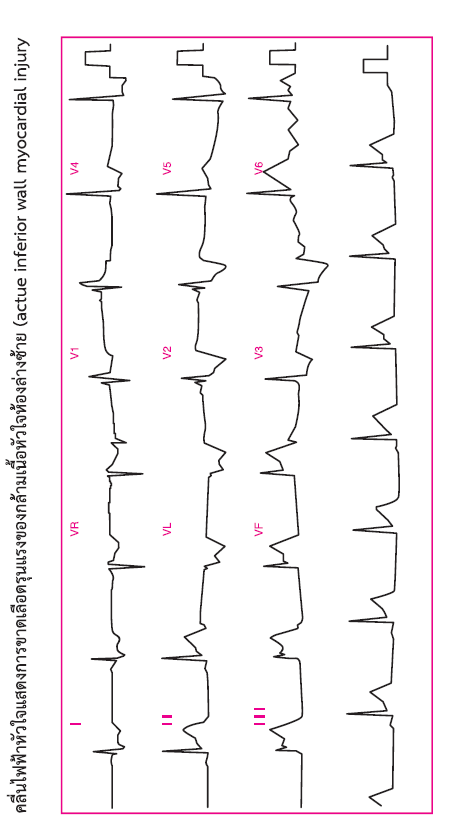 คลื่นไฟฟ้าหัวใจแสดงการขาดเลือดรุนแรงของกล้ามเนื้อหัวใจห้องล่างซ้าย (actue inferior wall myocardial injury
I
VR
V1
V4
II
VL
V2
V5
III
VF
V3
V6